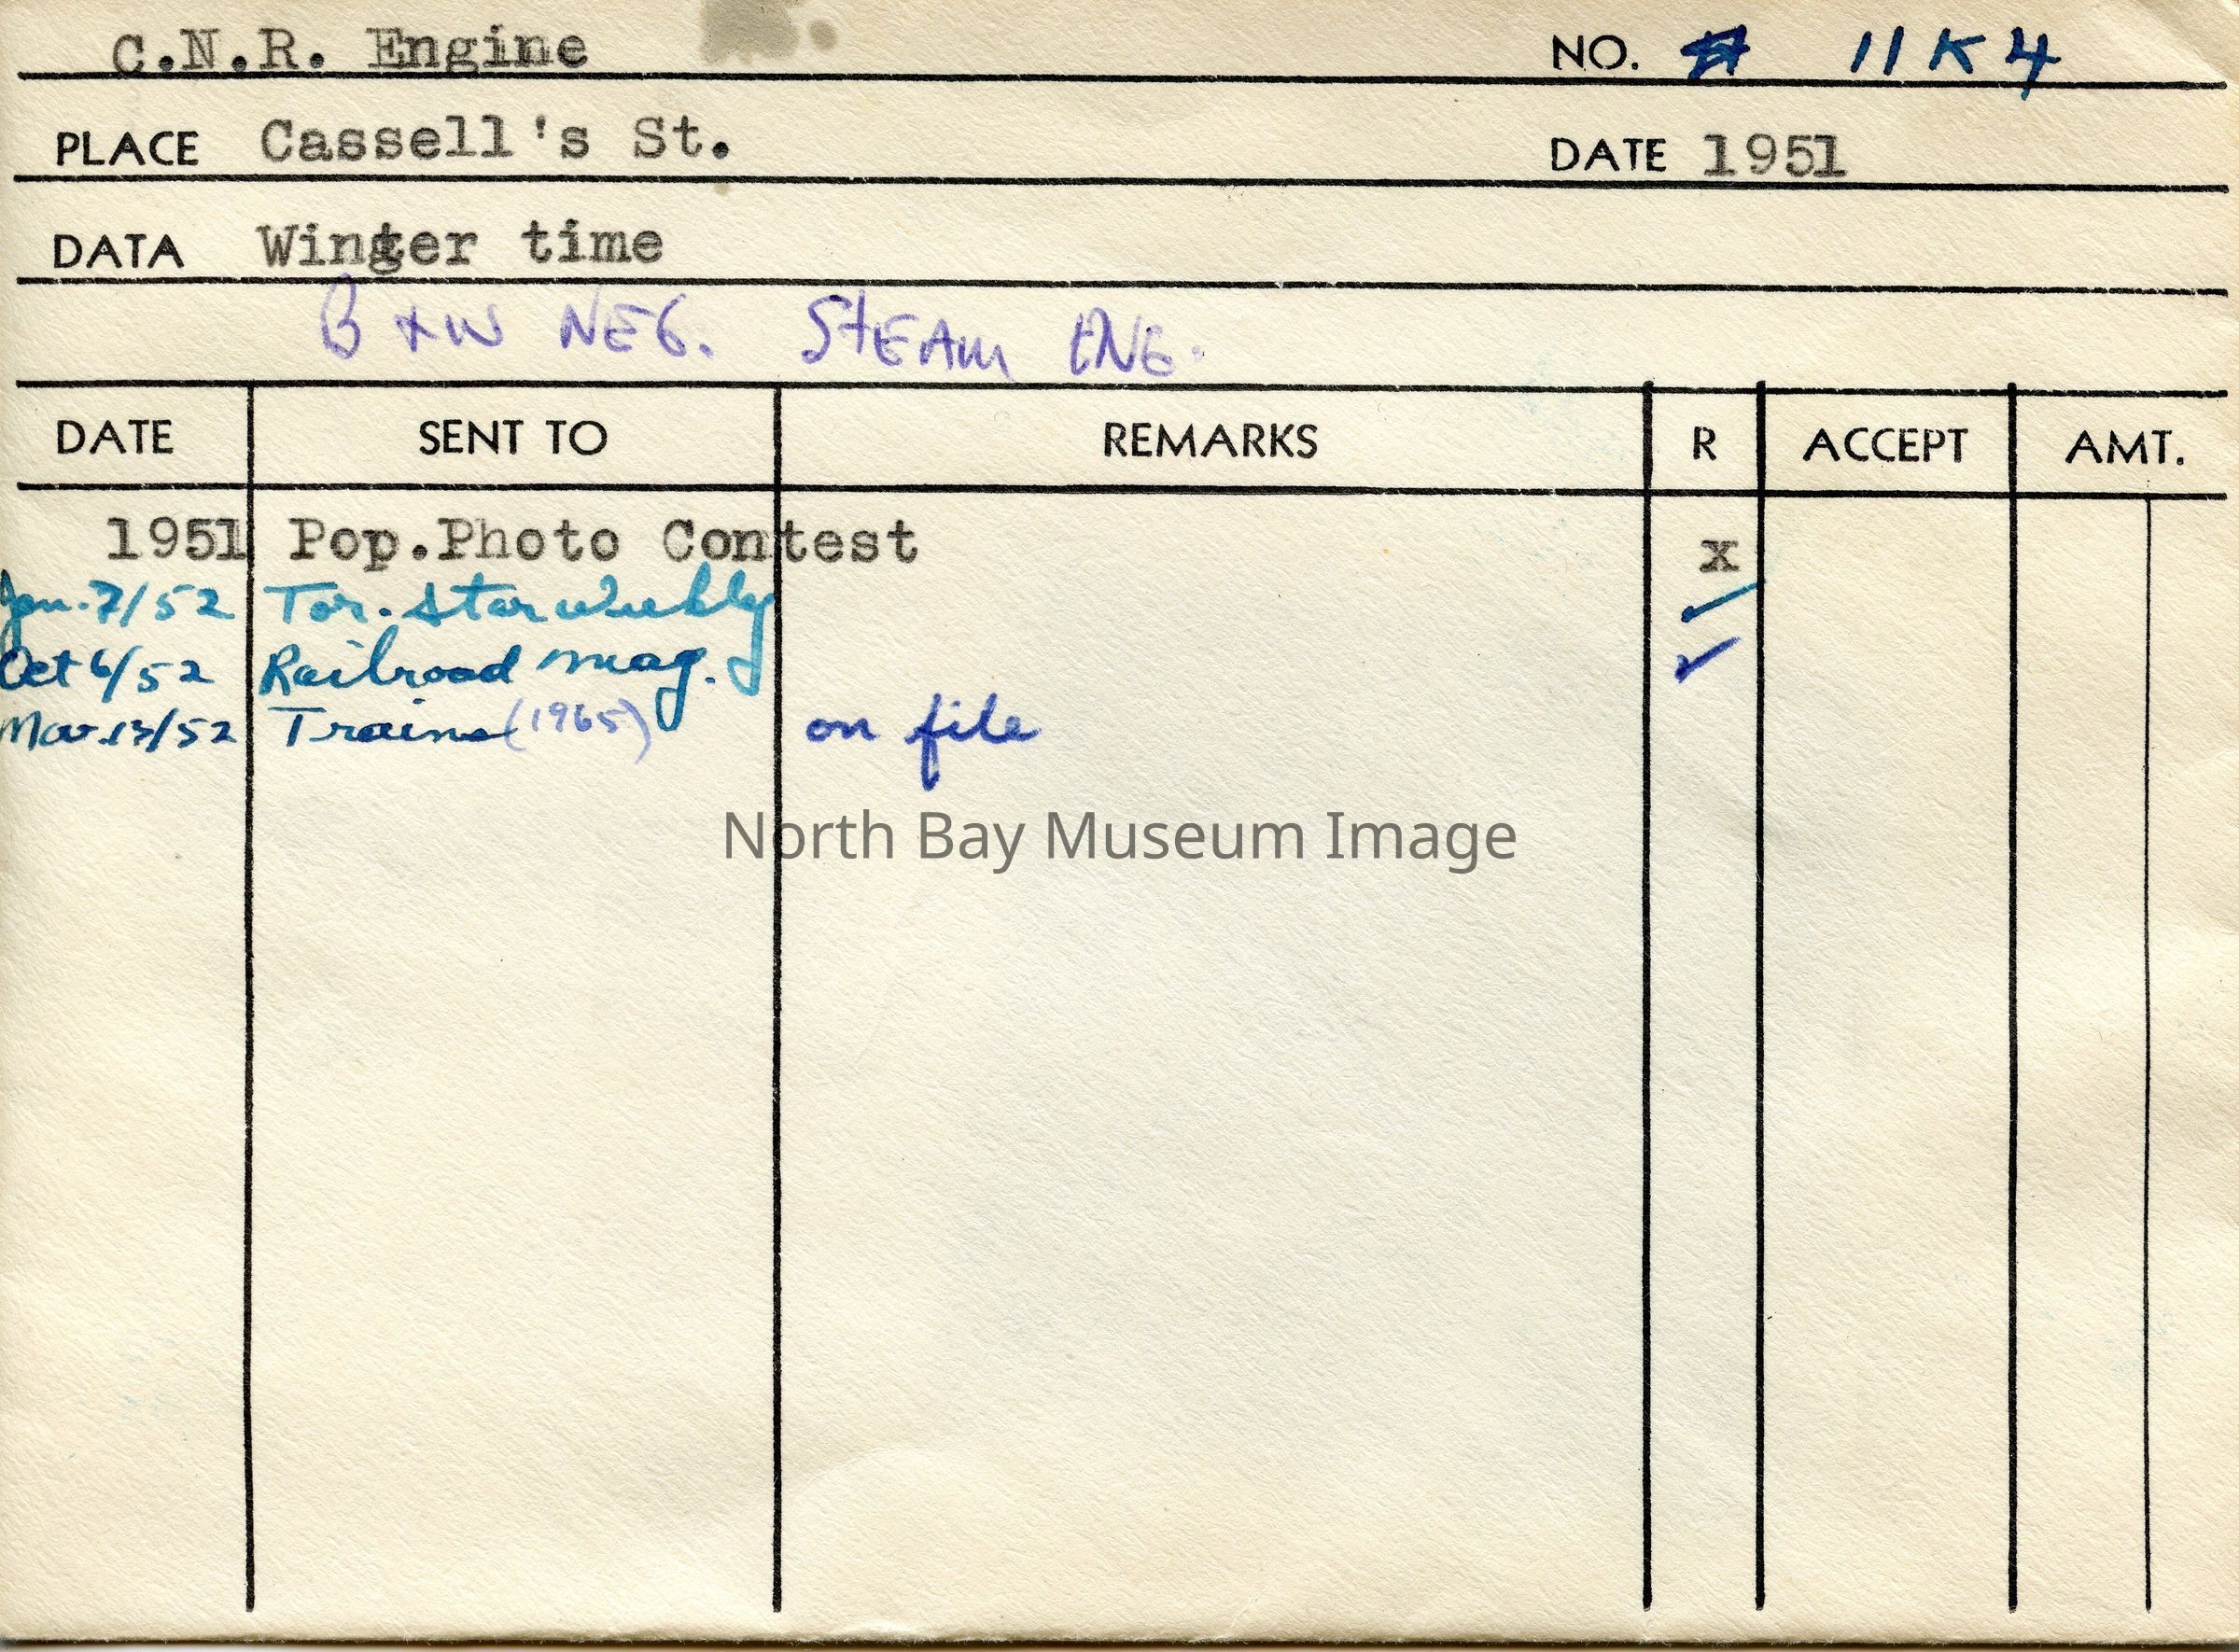 C.N.R. Engine NO. 11K4
PLACE Cassell's St. DATE 1951
DATA Winter time
B+W NEG. STEAM ENG.
DATE SENT TO REMARKS R ACCEPT AMT.
1951 Pop.Photo Contest x
Jan. 7/52 Tor. Star Weekly ✓
Oct 6/52 Railroad mag. ✓
Mar. 13/52 Trains (1965) on file
North Bay Museum Image